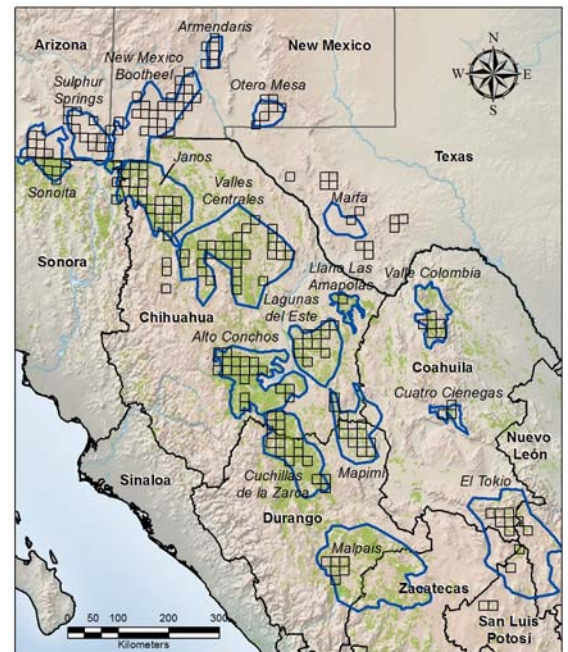 Arizona
Armendaris
New Mexico
New Mexico
Bootheel
N
W E
S
Sulphur
Springs
Otero Mesa
Texas
Janos
Sonoita
Valles
Centrales
Marfa
Sonora
Llano Las
Amapolas
Valle Colombia
Lagunas
del Este
Chihuahua
Alto Conchos
Coahuila
Cuatro Cienegas
Nuevo
León
Sinaloa
Cuchillas
de la Zarca
Mapimi
El Tokio
Durango
Malpais
Zacatecas
San Luis
Potosi
0 50 100 200 300
Kilometers